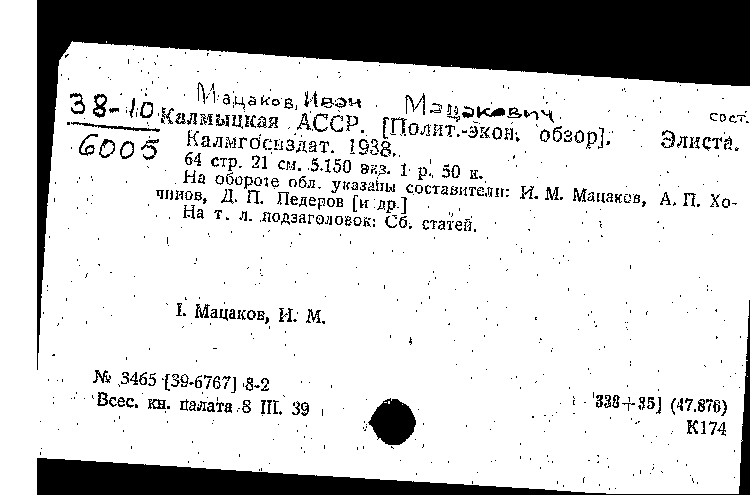 Мацаков, Иван Мацакович сост.
38-10
6005
Калмыцкая АССР. [Полит.-экон. обзор]. Элиста.
Калмгосиздат. 1938.
64 стр. 21 см. 5.150 экз. 1 р. 50 к.
На обороте обл. указаны составители: И. М. Мацаков, А. П. Хо-
нинов, Д. П. Педеров [и др.]
На т. л. подзаголовок: Сб. статей.
I. Мацаков, И. М.
№ 3465 [39-6767] 8-2
Всес. кн. палата 8 III. 39
338+35] (47.876)
К174